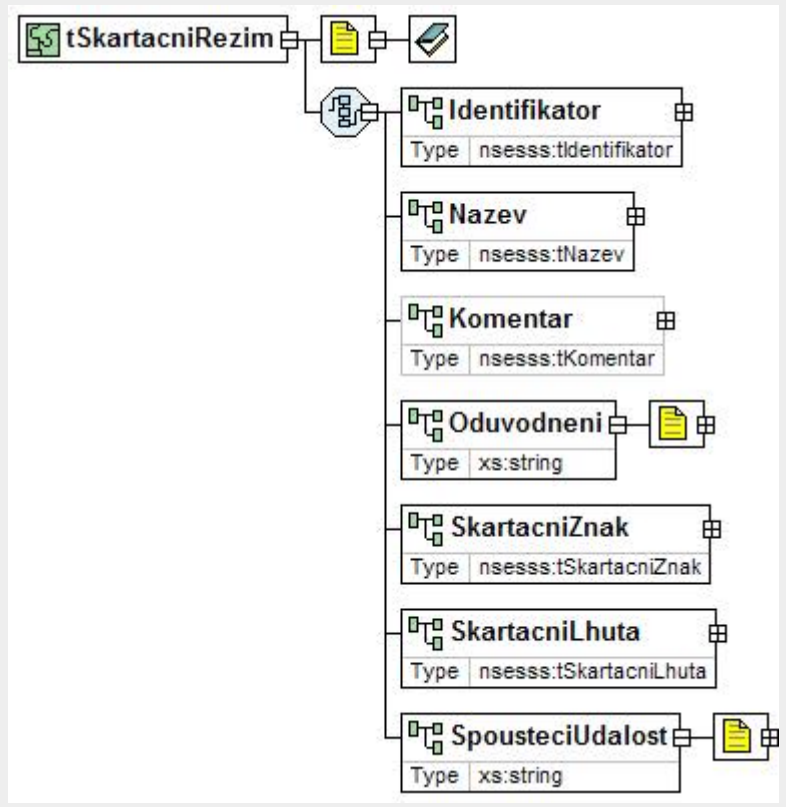 tSkartacniRezim
Identifikator
Type nsesss:tIdentifikator
Nazev
Type nsesss:tNazev
Komentar
Type nsesss:tKomentar
Oduvodneni
Type xs:string
SkartacniZnak
Type nsesss:tSkartacniZnak
SkartacniLhuta
Type nsesss:tSkartacniLhuta
SpousteciUdalost
Type xs:string